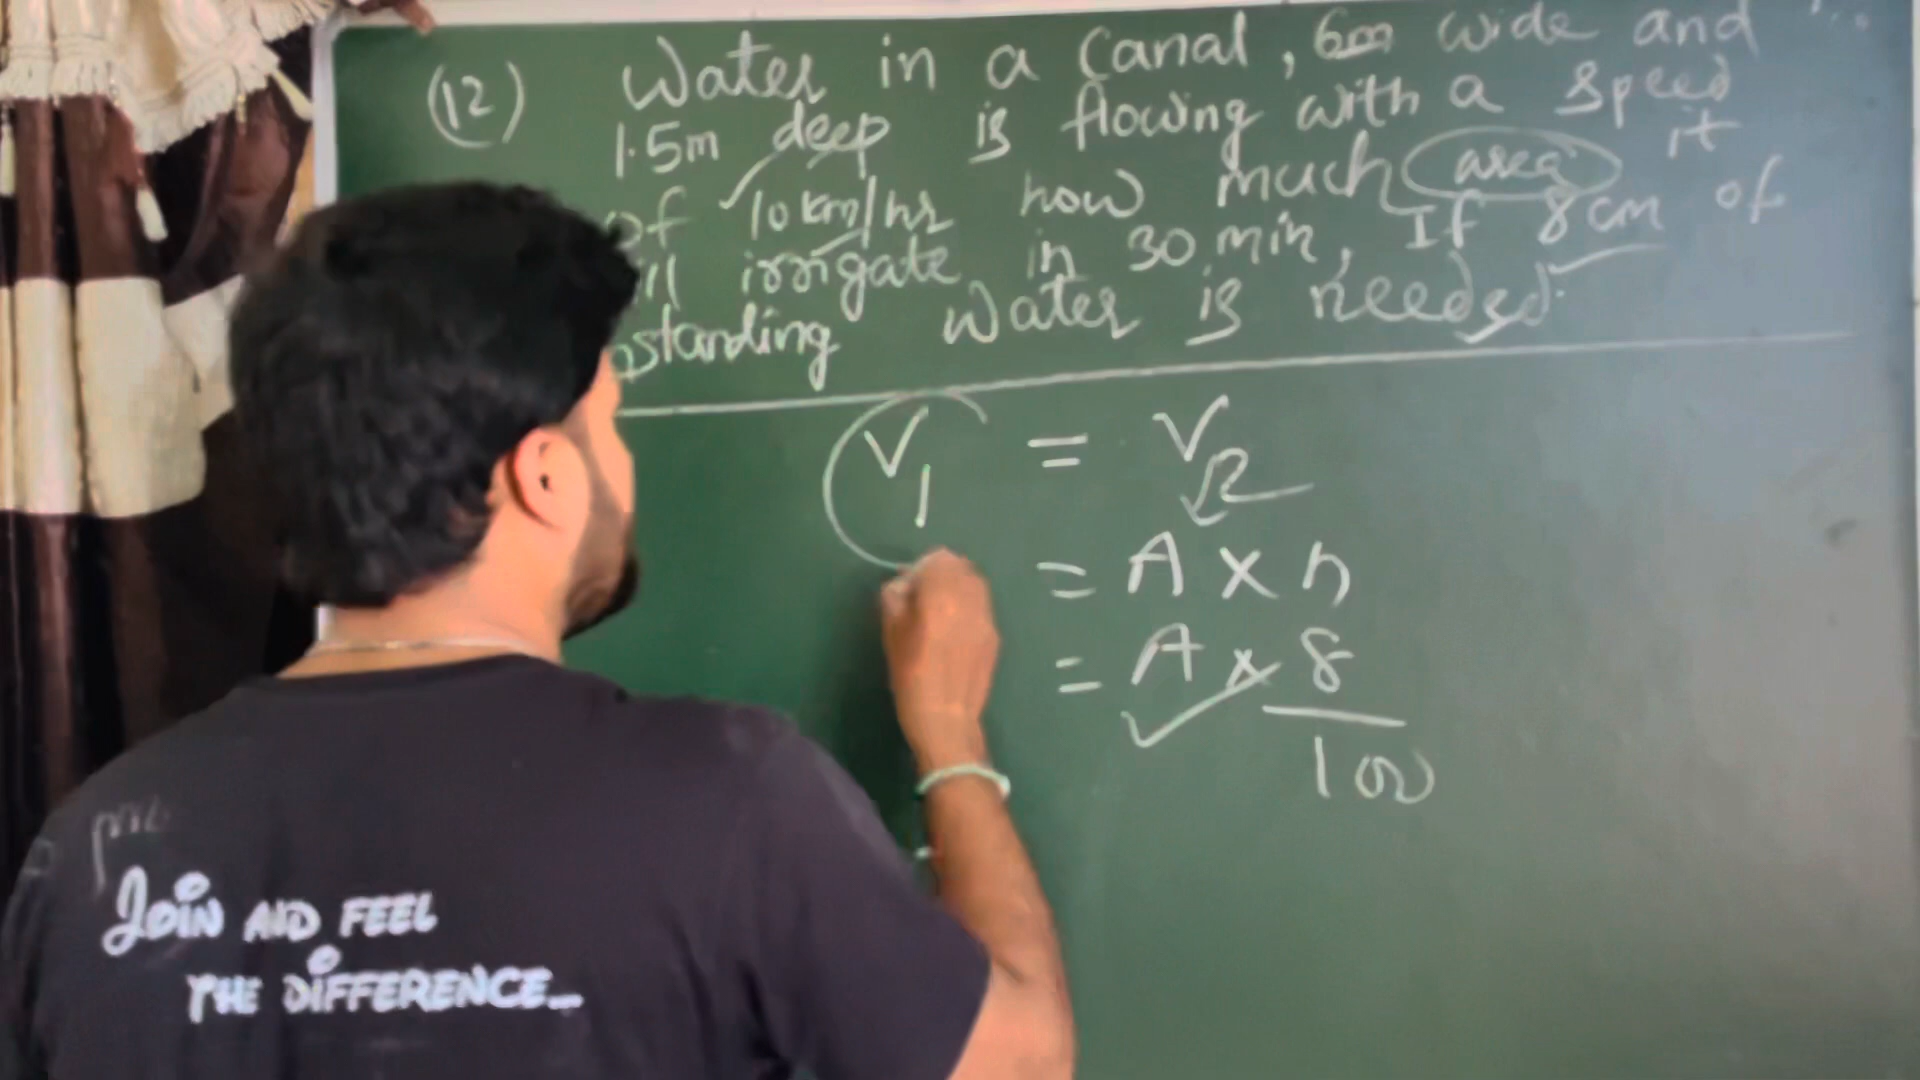 (12) Water in a Canal, 6m wide and
1.5m deep is flowing with a speed
of 10km/hr how much area it
ill irrigate in 30 min, If 8cm of
standing water is needed.
V1 = V2
= A x h
= A x 8
100
JOIN AND FEEL
THE DIFFERENCE...